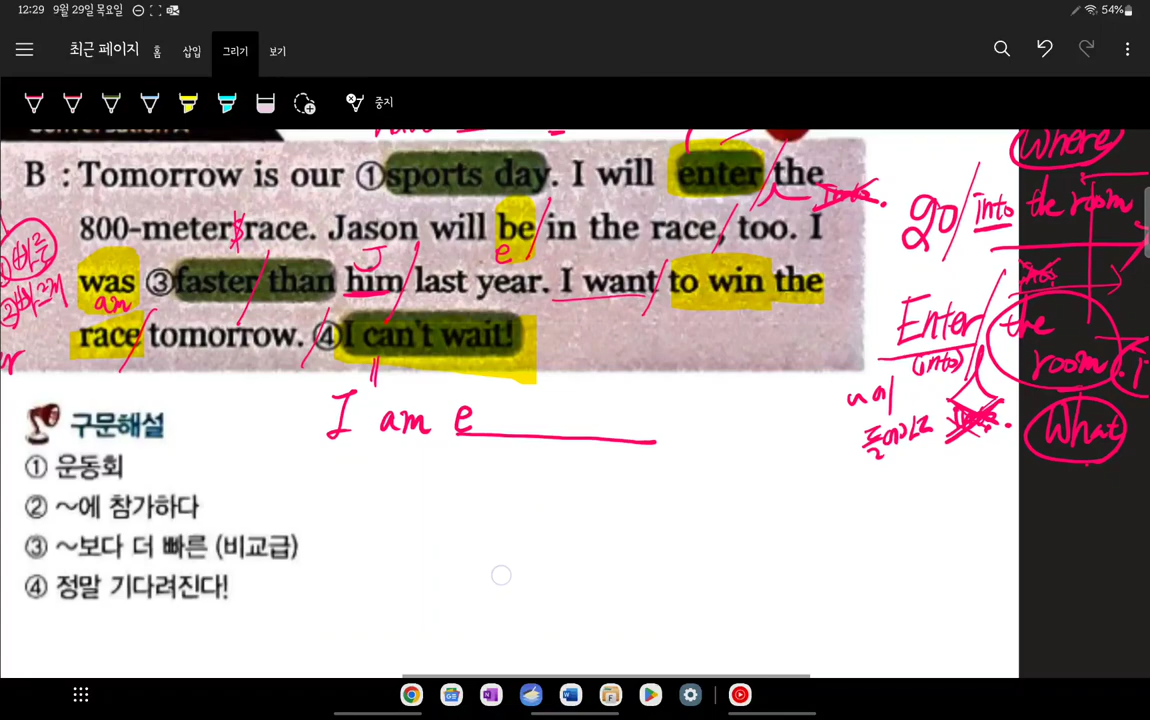 12:29 9월 29일 목요일
54%
최근 페이지 홈 삽입 그리기 보기
중지
B : Tomorrow is our ①sports day. I will enter the
800-meter race. Jason will be in the race, too. I
was ③faster than him last year. I want to win the
race tomorrow. ④I can't wait!
e
J
am
I am e
구문해설
① 운동회
② ～에 참가하다
③ ～보다 더 빠른 (비교급)
④ 정말 기다려진다!
Where
go into the room
Enter the
room.
(into)
What